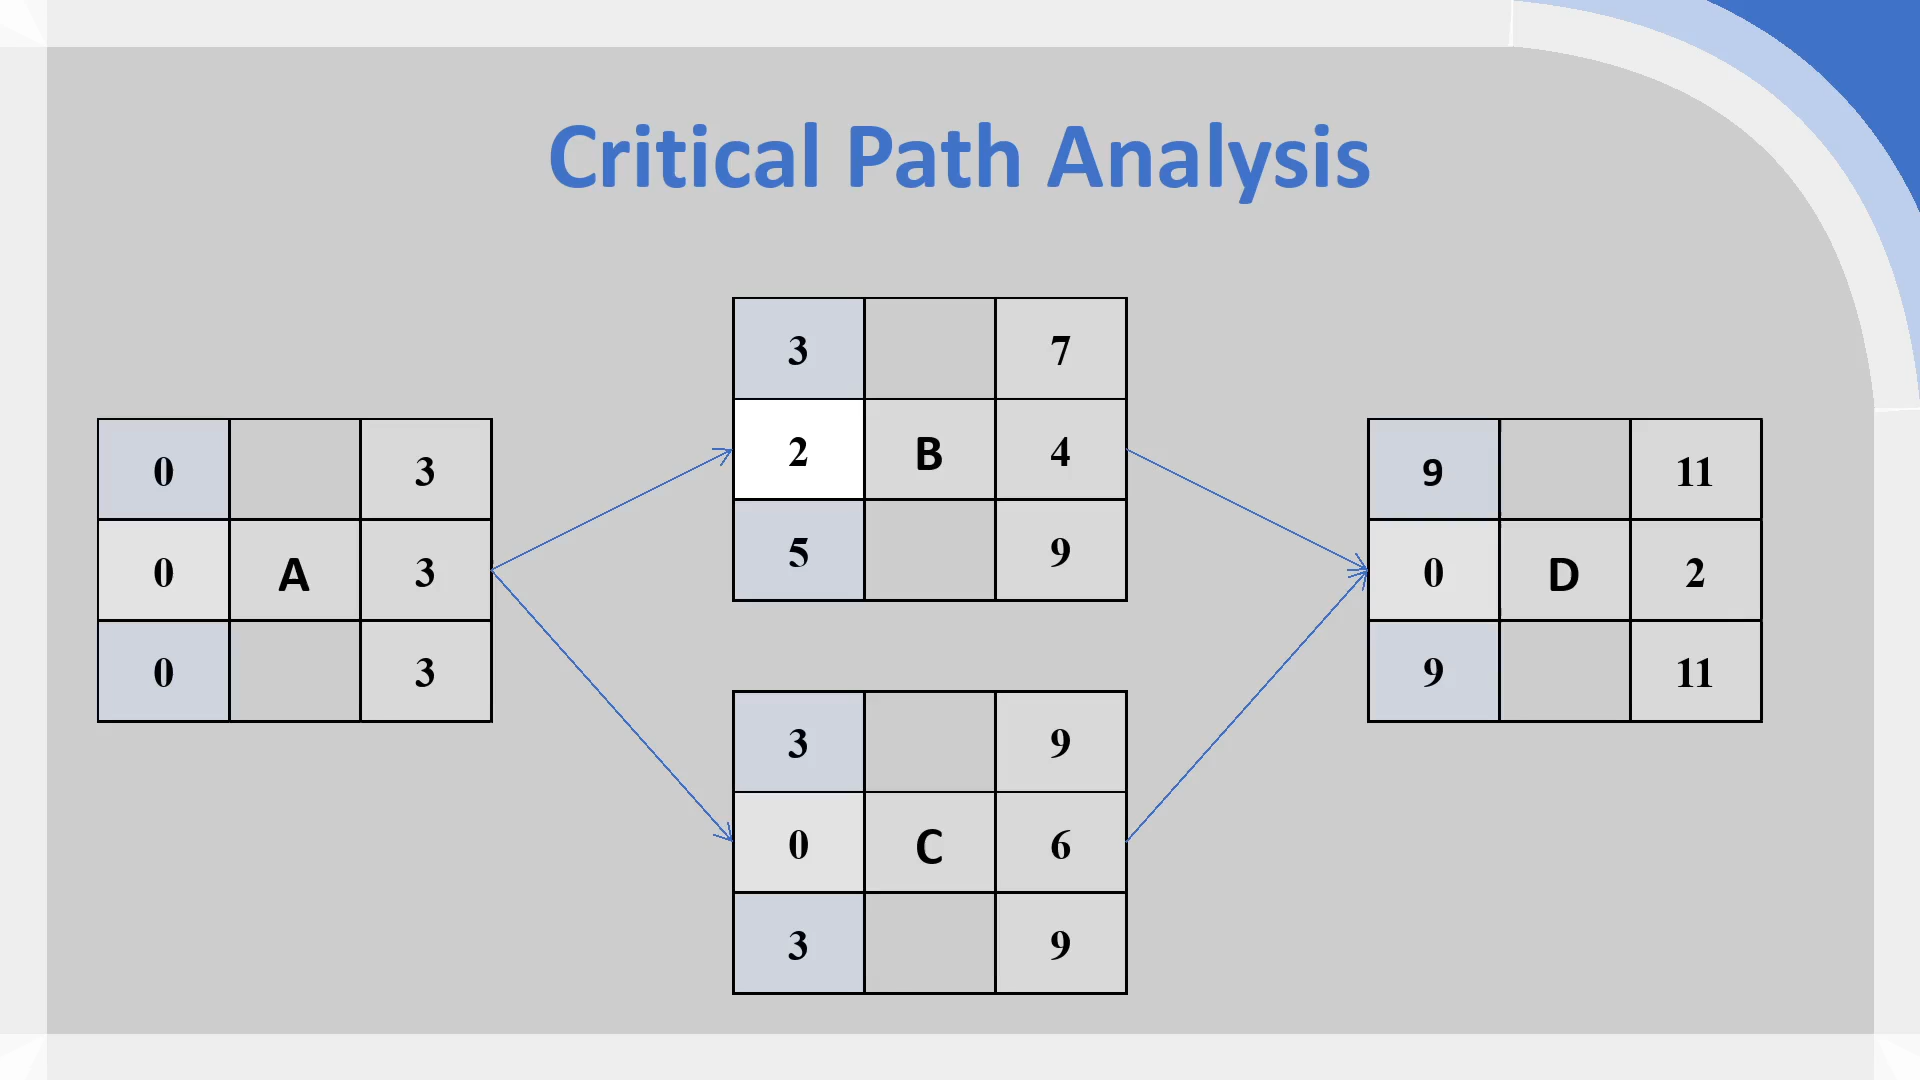 Critical Path Analysis
0 3
0 A 3
0 3
3 7
2 B 4
5 9
3 9
0 C 6
3 9
9 11
0 D 2
9 11